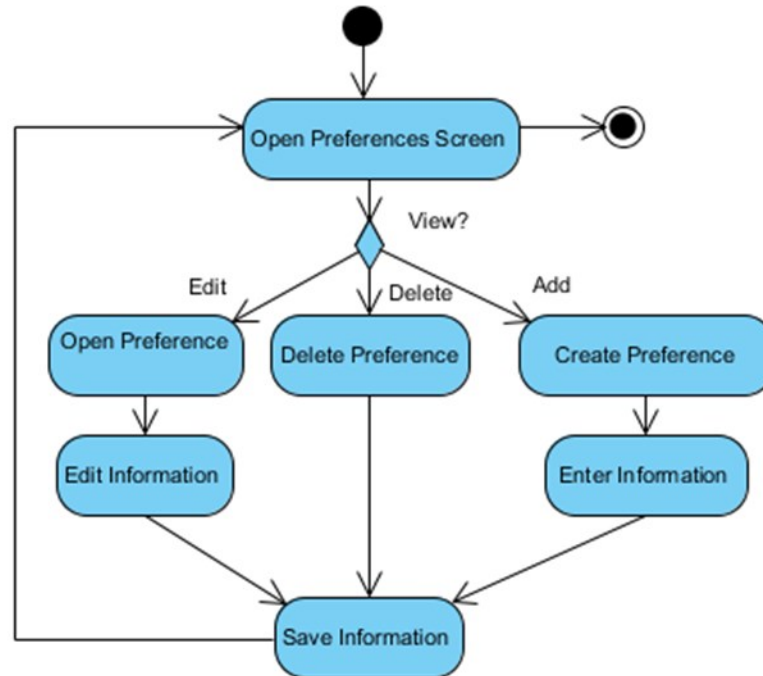 Open Preferences Screen
View?
Edit
Delete
Add
Open Preference
Delete Preference
Create Preference
Edit Information
Enter Information
Save Information